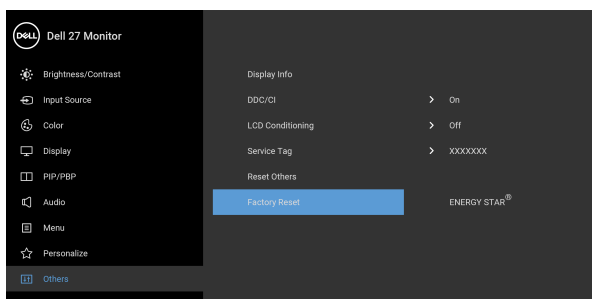 DELL Dell 27 Monitor
Brightness/Contrast
Input Source
Color
Display
PIP/PBP
Audio
Menu
Personalize
Others
Display Info
DDC/CI > On
LCD Conditioning > Off
Service Tag > XXXXXXX
Reset Others
Factory Reset ENERGY STAR®